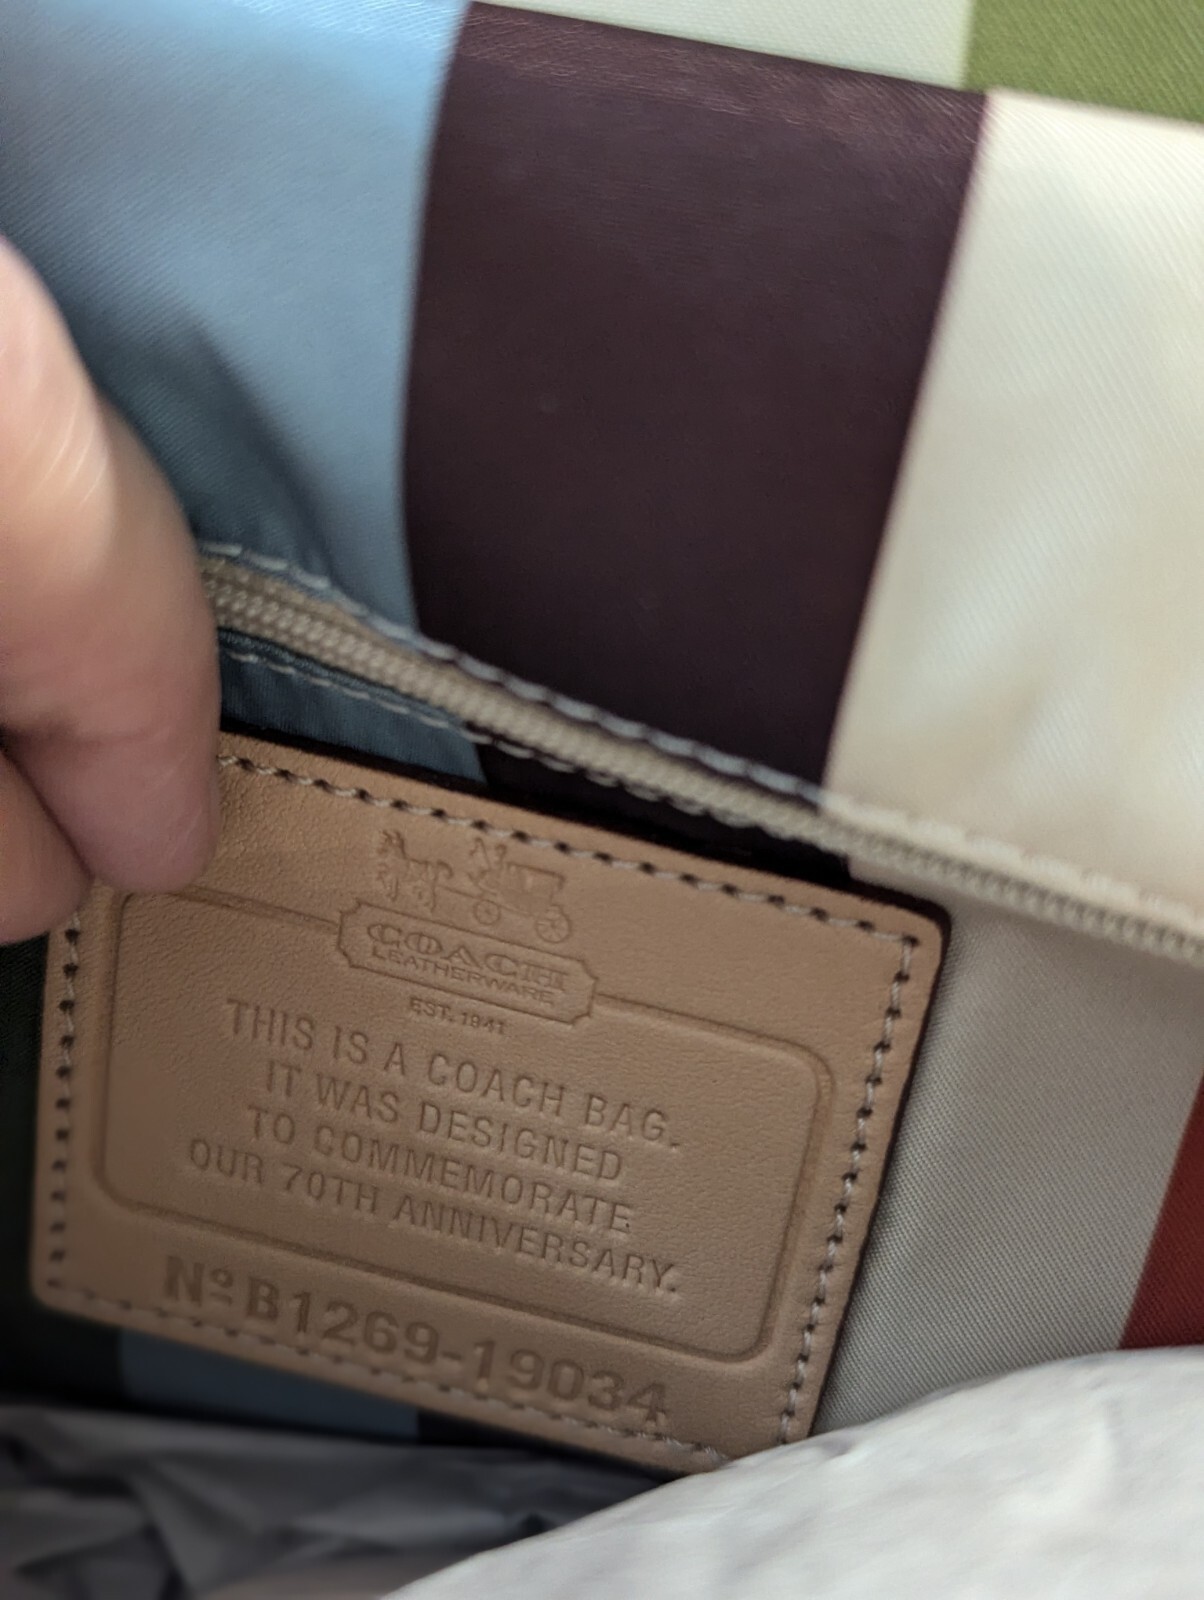 COACH
LEATHERWARE
EST. 1941
THIS IS A COACH BAG.
IT WAS DESIGNED
TO COMMEMORATE
OUR 70TH ANNIVERSARY.
Nº B1269-19034